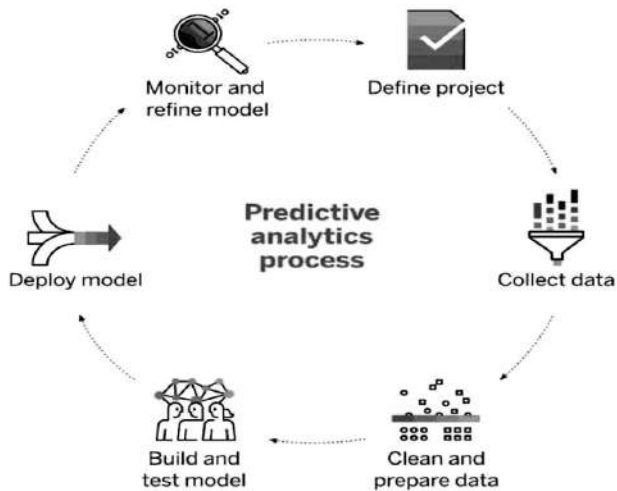 Monitor and
refine model
Define project
Predictive
analytics
process
Deploy model
Collect data
Build and
test model
Clean and
prepare data